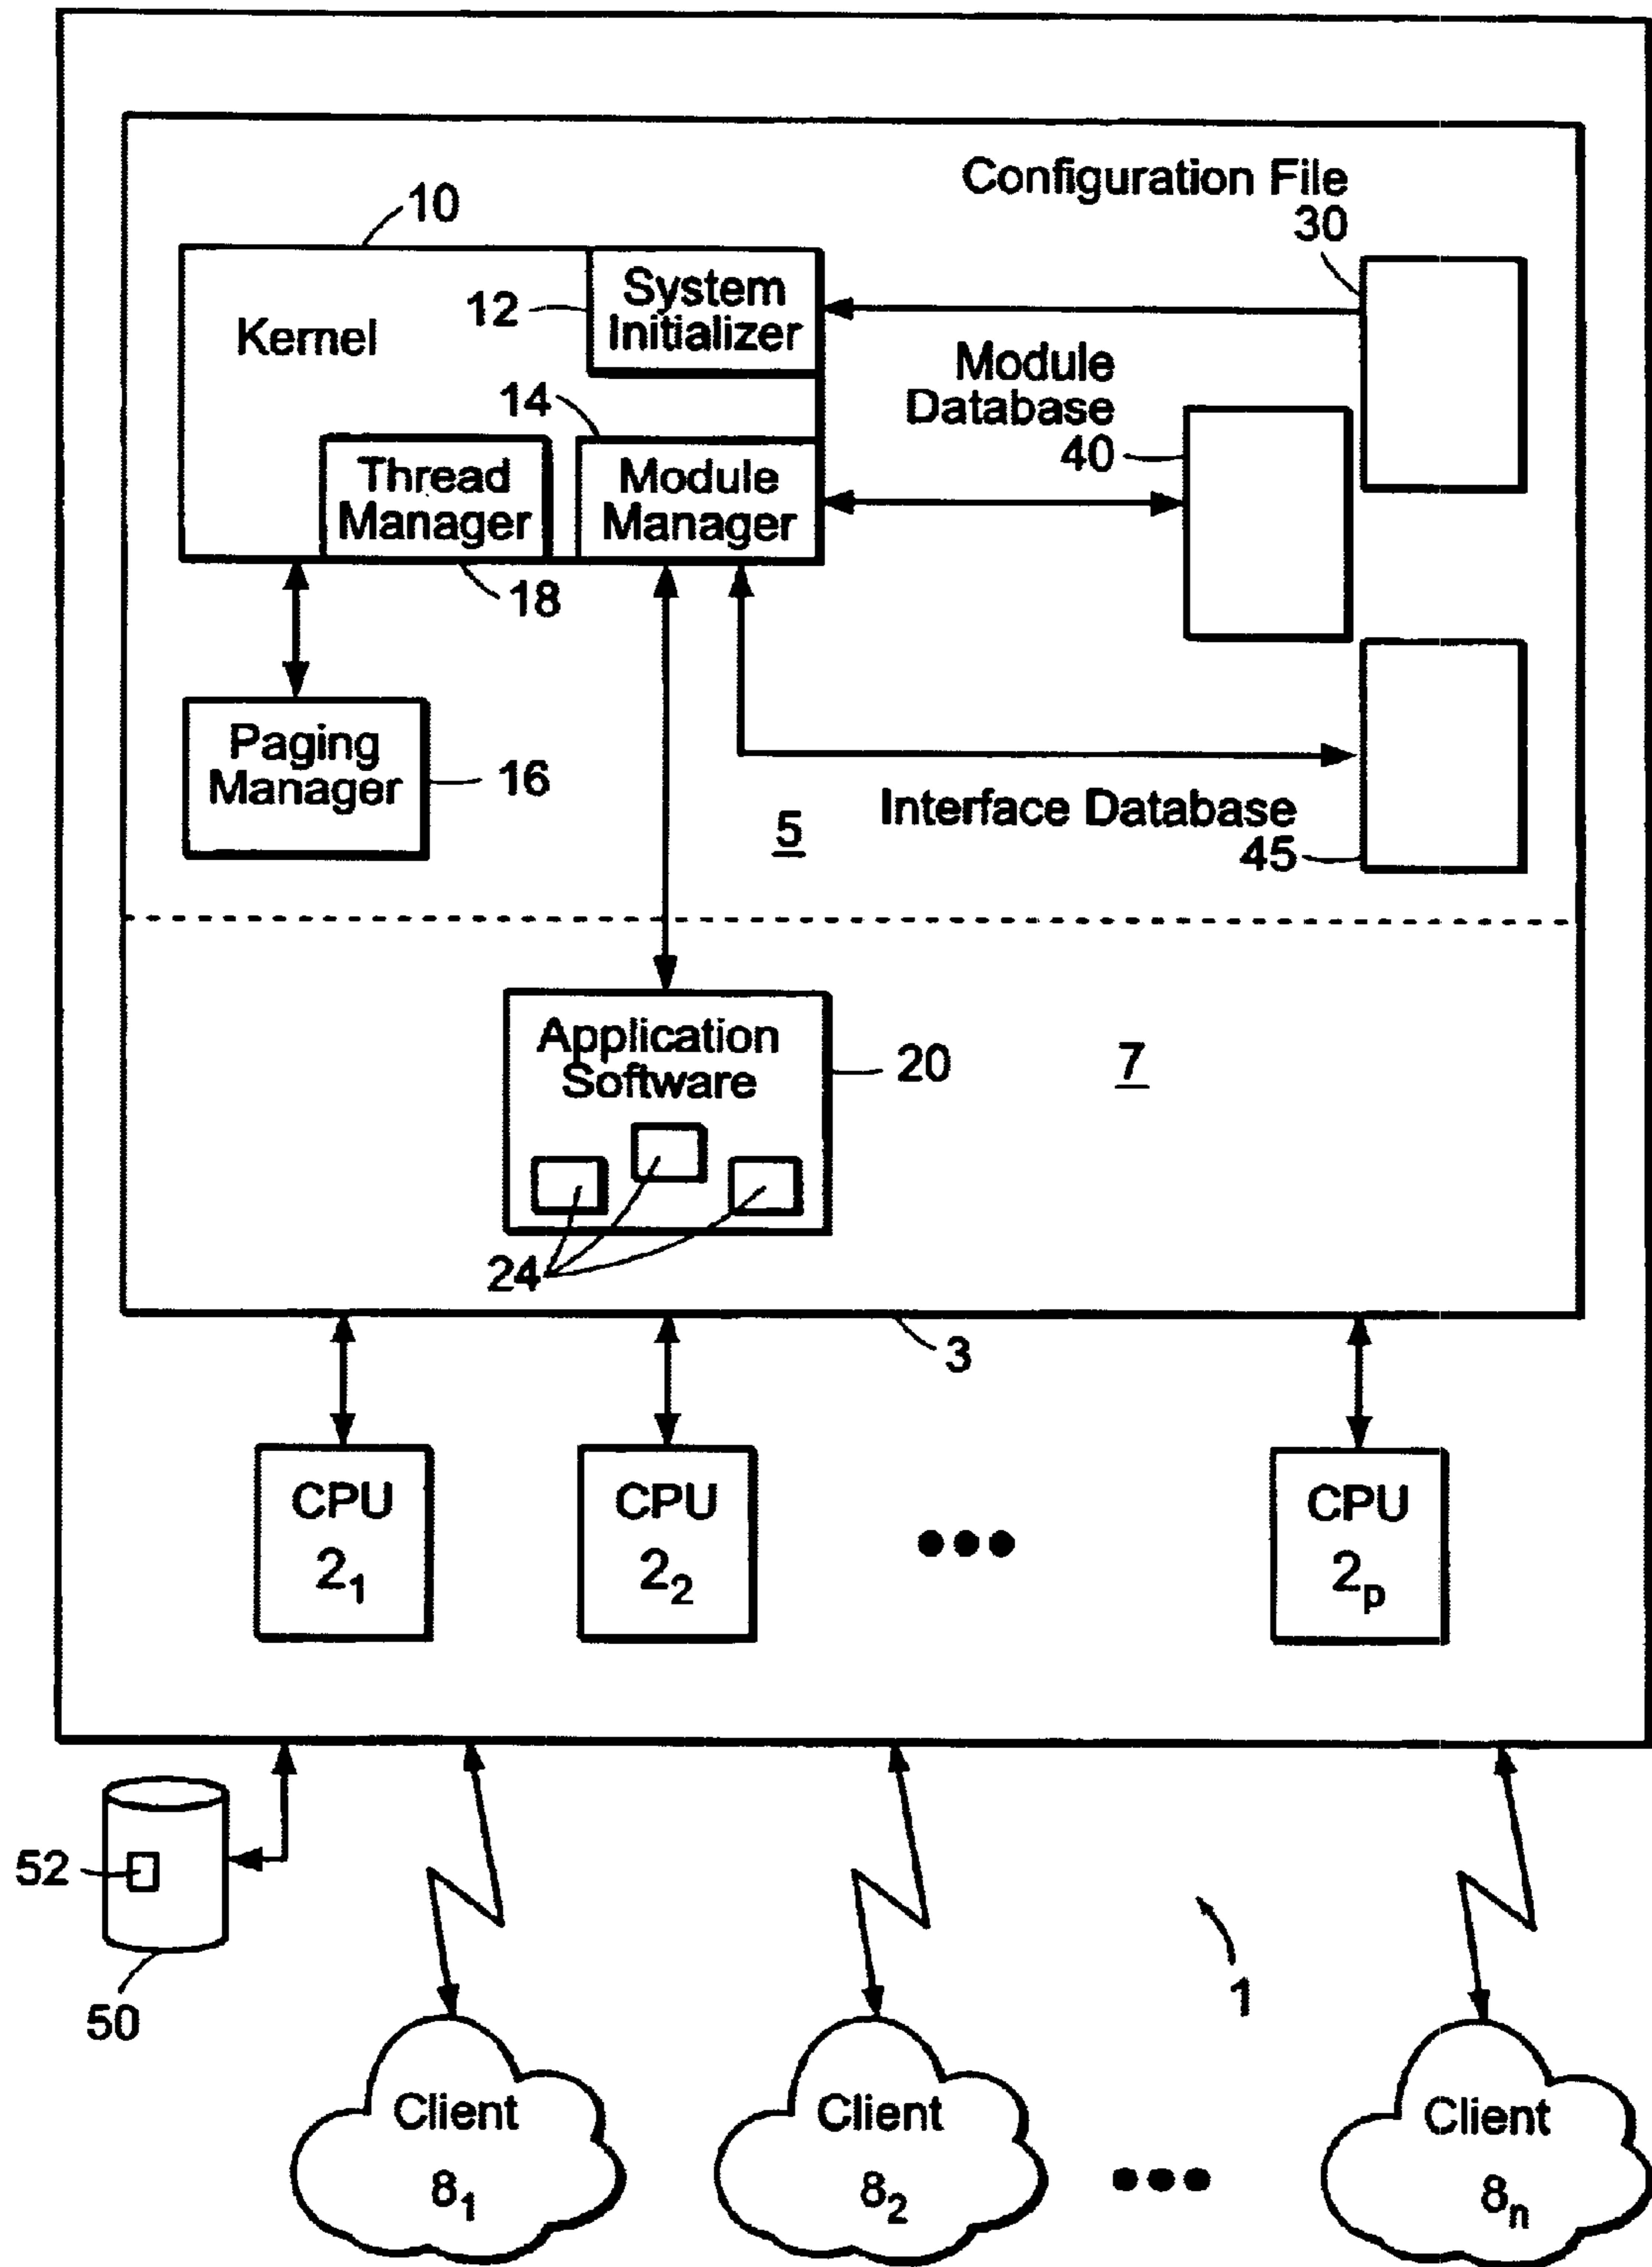 Configuration File
30
10
Kernel
12
System
Initializer
Module
Database
40
14
Thread
Manager
Module
Manager
18
Paging
Manager
16
5
Interface Database
45
Application
Software
20
7
24
3
CPU
2₁
CPU
2₂
•••
CPU
2ₚ
52
50
1
Client
8₁
Client
8₂
•••
Client
8ₙ